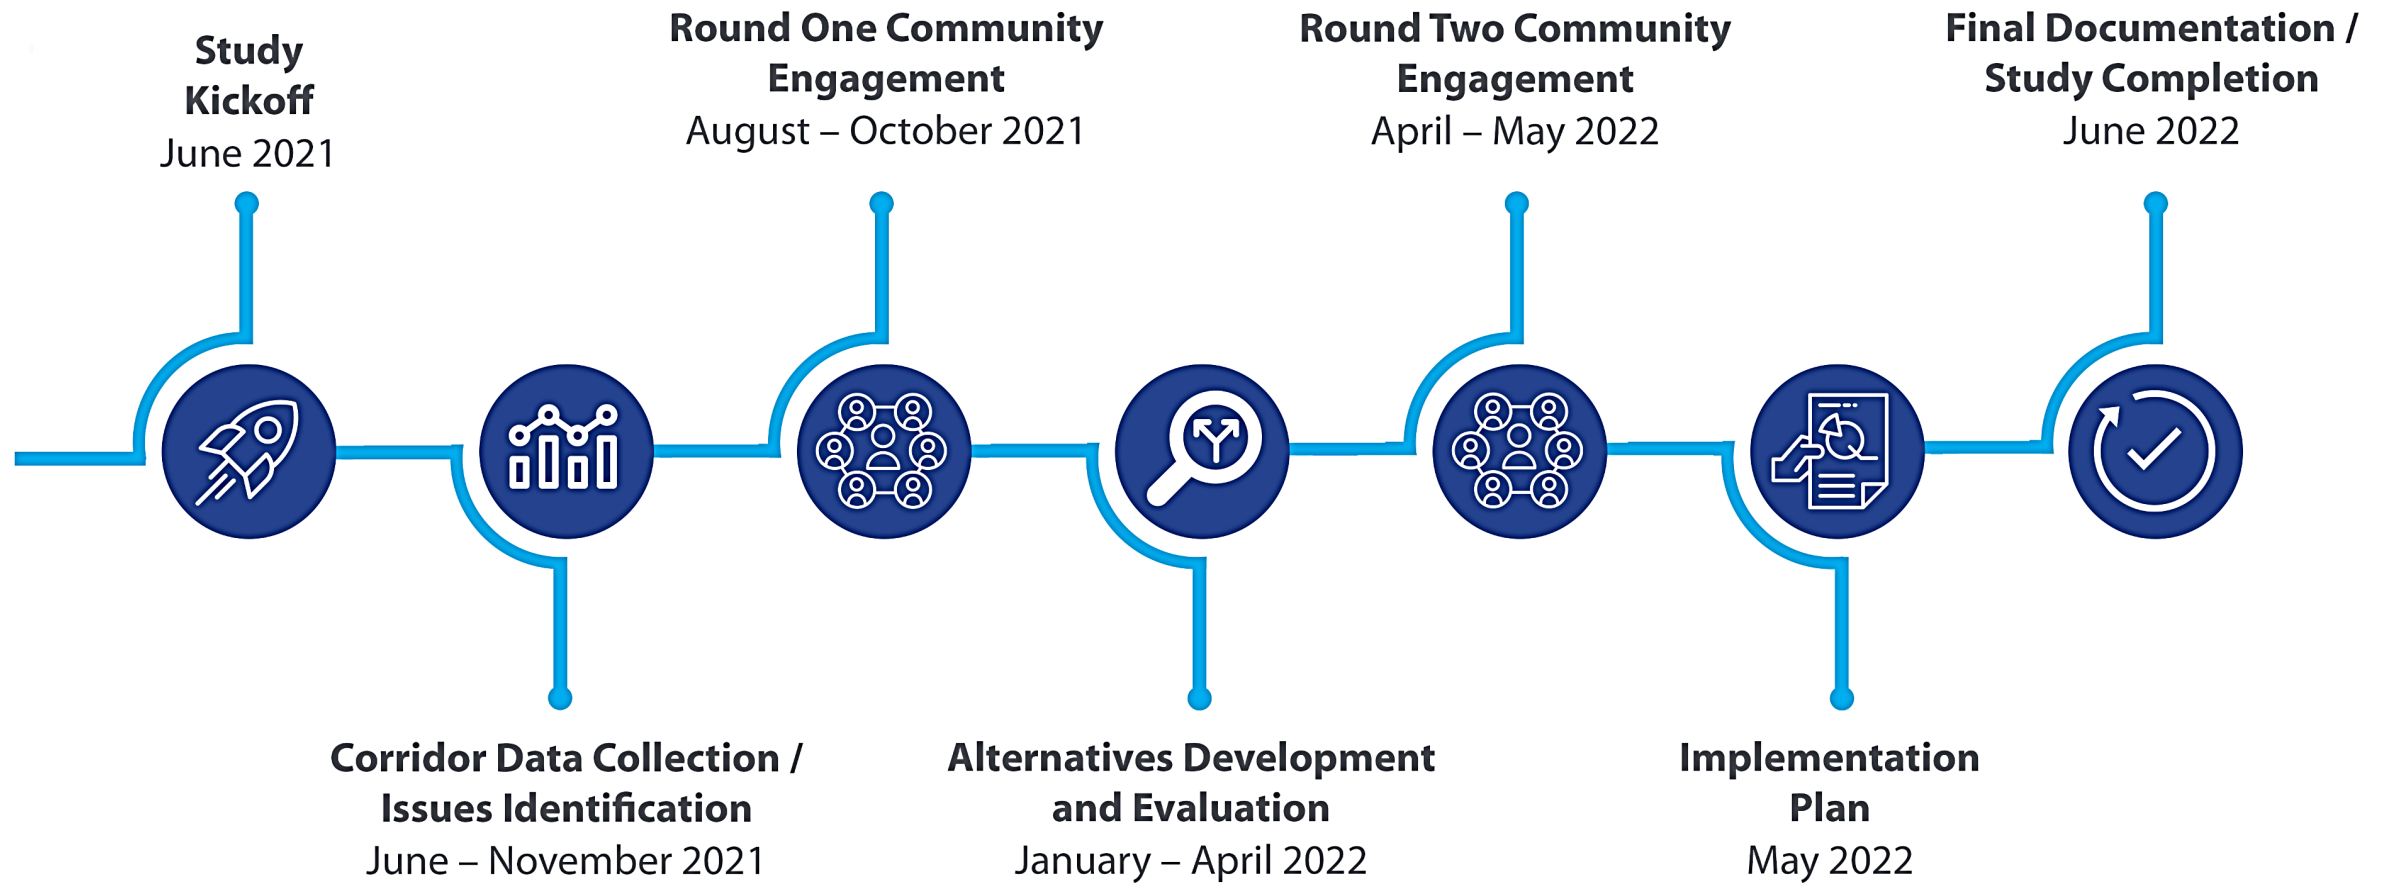 Study
Kickoff
June 2021
Corridor Data Collection /
Issues Identification
June – November 2021
Round One Community
Engagement
August – October 2021
Alternatives Development
and Evaluation
January – April 2022
Round Two Community
Engagement
April – May 2022
Implementation
Plan
May 2022
Final Documentation /
Study Completion
June 2022